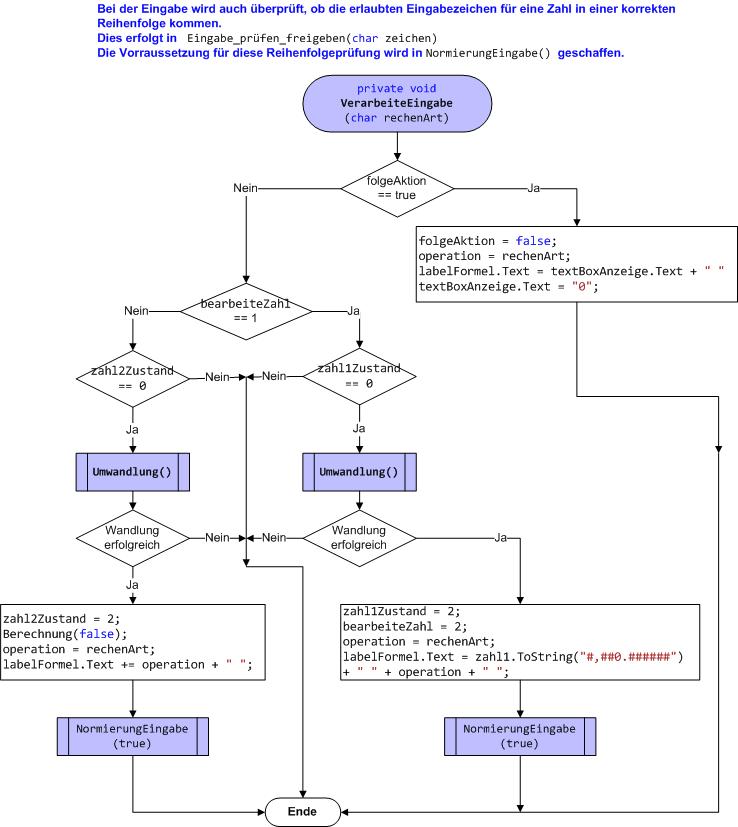 Bei der Eingabe wird auch überprüft, ob die erlaubten Eingabezeichen für eine Zahl in einer korrekten
Reihenfolge kommen.
Dies erfolgt in Eingabe_prüfen_freigeben(char zeichen)
Die Vorraussetzung für diese Reihenfolgeprüfung wird in NormierungEingabe() geschaffen.
private void
VerarbeiteEingabe
(char rechenArt)
folgeAktion
== true
Nein
Ja
folgeAktion = false;
operation = rechenArt;
labelFormel.Text = textBoxAnzeige.Text + " "
textBoxAnzeige.Text = "0";
bearbeiteZahl
== 1
Nein
Ja
zahl2Zustand
== 0
Nein
Nein
zahl1Zustand
== 0
Ja
Ja
Umwandlung()
Umwandlung()
Wandlung
erfolgreich
Nein
Nein
Wandlung
erfolgreich
Ja
Ja
zahl2Zustand = 2;
Berechnung(false);
operation = rechenArt;
labelFormel.Text += operation + " ";
zahl1Zustand = 2;
bearbeiteZahl = 2;
operation = rechenArt;
labelFormel.Text = zahl1.ToString("#,##0.######")
+ " " + operation + " ";
NormierungEingabe
(true)
NormierungEingabe
(true)
Ende